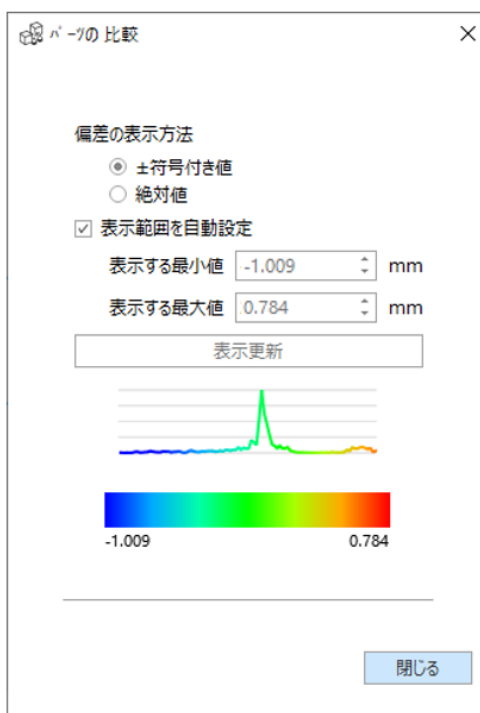 パーツの 比較
偏差の表示方法
±符号付き値
絶対値
表示範囲を自動設定
表示する最小値 -1.009 mm
表示する最大値 0.784 mm
表示更新
-1.009 0.784
閉じる